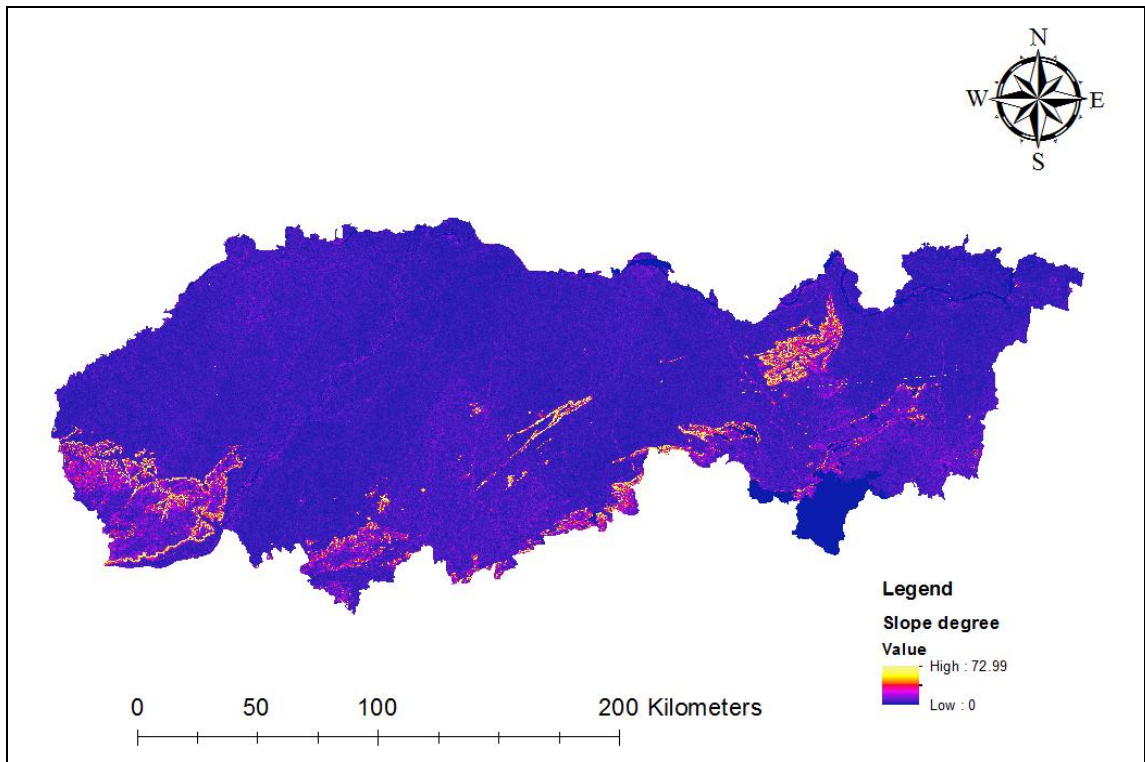 N
W E
S
Legend
Slope degree
Value
High : 72.99
Low : 0
0 50 100 200 Kilometers